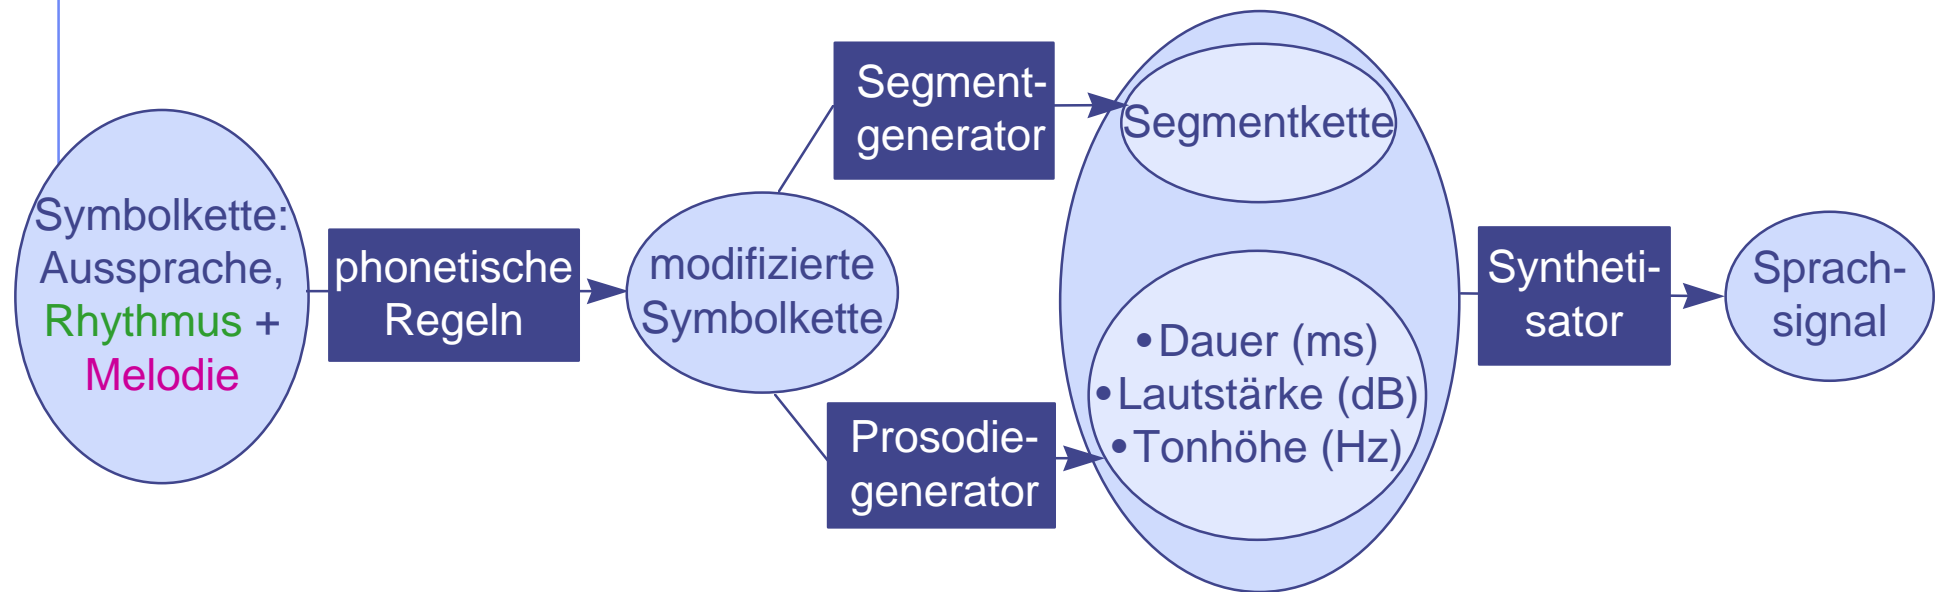 Symbolkette:
Aussprache,
Rhythmus +
Melodie
phonetische
Regeln
modifizierte
Symbolkette
Segment-
generator
Segmentkette
Prosodie-
generator
•Dauer (ms)
•Lautstärke (dB)
•Tonhöhe (Hz)
Syntheti-
sator
Sprach-
signal